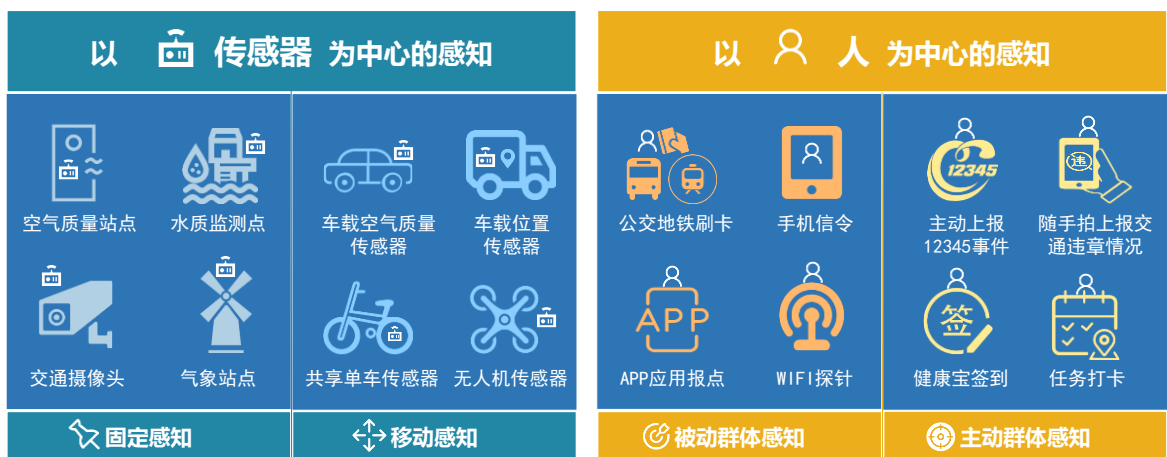 以 传感器 为中心的感知
以 人 为中心的感知
空气质量站点
水质监测点
车载空气质量
传感器
车载位置
传感器
交通摄像头
气象站点
共享单车传感器
无人机传感器
固定感知
移动感知
公交地铁刷卡
手机信令
12345
主动上报
12345事件
违
随手拍上报交
通违章情况
APP
APP应用报点
WIFI探针
签
健康宝签到
任务打卡
被动群体感知
主动群体感知